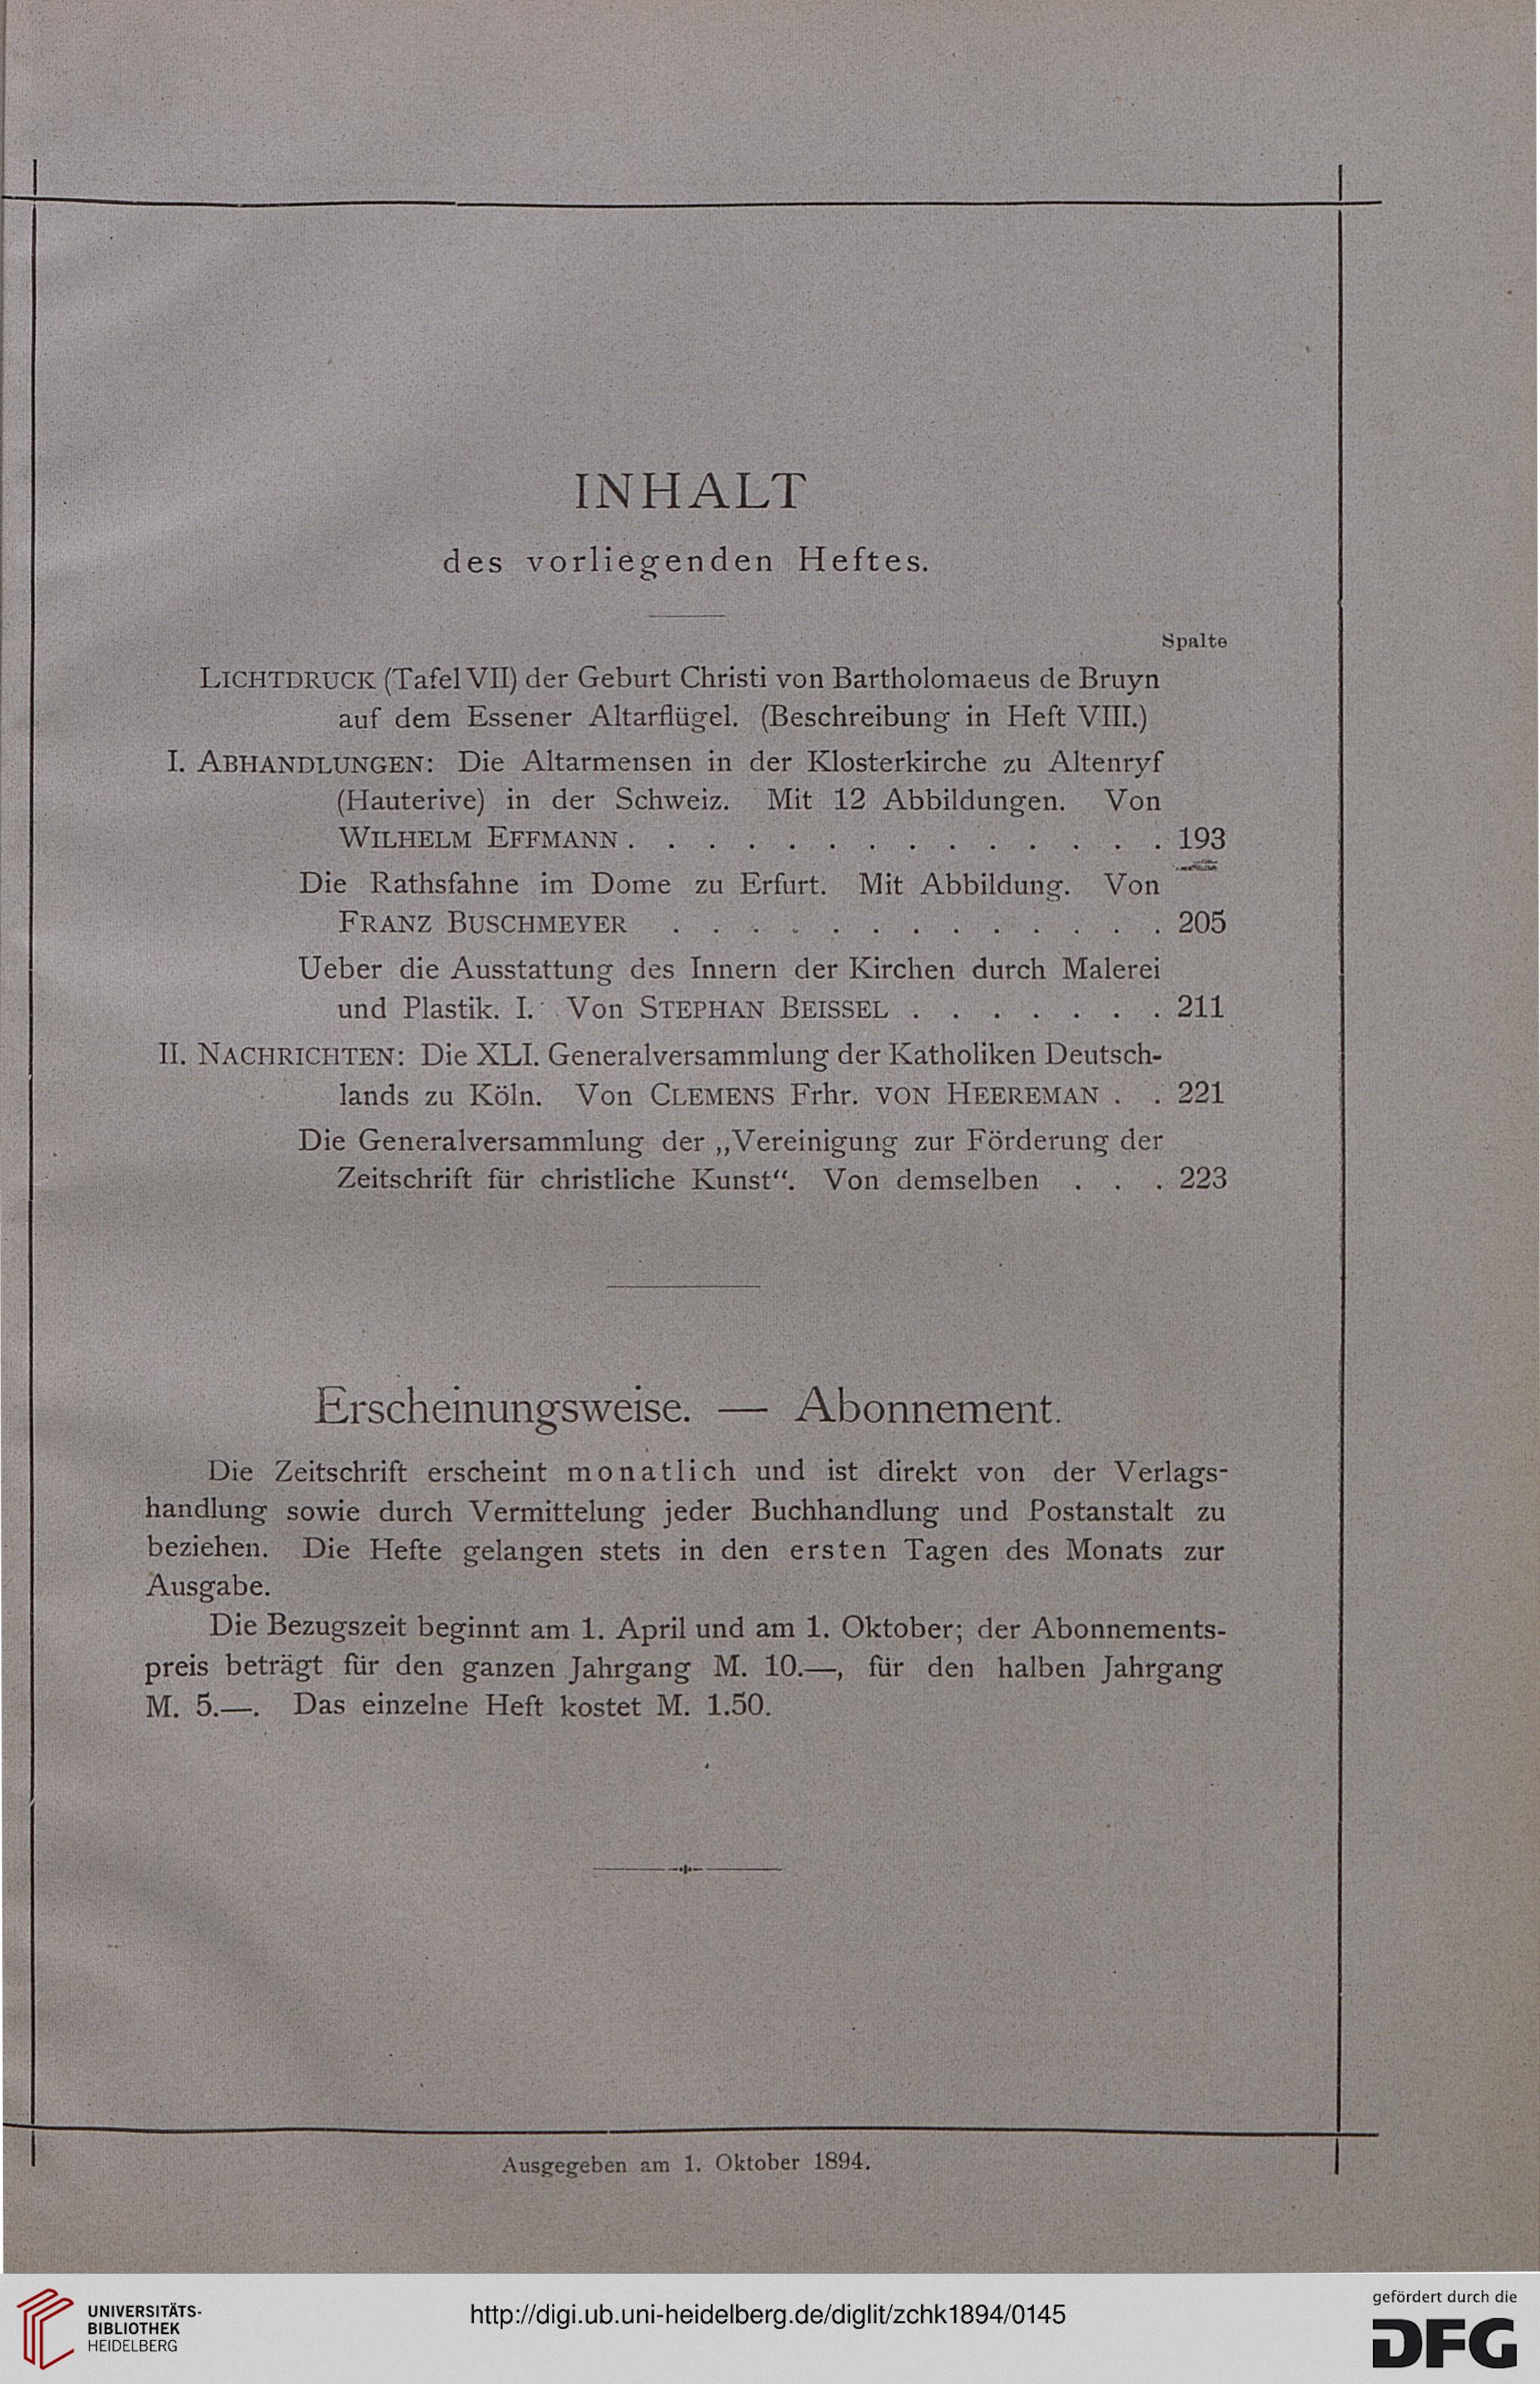 INHALT
des vorliegenden Heftes.
Spalte
LICHTDRUCK (Tafel VII) der Geburt Christi von Bartholomaeus de Bruyn
auf dem Essener Altarflügel. (Beschreibung in Heft VIII.)
I. ABHANDLUNGEN: Die Altarmensen in der Klosterkirche zu Altenryf
(Hauterive) in der Schweiz. Mit 12 Abbildungen. Von
WILHELM EFFMANN . . . . . . . . . . . . . . 193
Die Rathsfahne im Dome zu Erfurt. Mit Abbildung. Von
FRANZ BUSCHMEYER . . . . . . . . . . . . . 205
Ueber die Ausstattung des Innern der Kirchen durch Malerei
und Plastik. I. Von STEPHAN BEISSEL . . . . . . . 211
II. NACHRICHTEN: Die XLI. Generalversammlung der Katholiken Deutsch-
lands zu Köln. Von CLEMENS Frhr. VON HEEREMAN . . 221
Die Generalversammlung der „Vereinigung zur Förderung der
Zeitschrift für christliche Kunst“. Von demselben . . . 223
Erscheinungsweise. — Abonnement.
Die Zeitschrift erscheint monatlich und ist direkt von der Verlags-
handlung sowie durch Vermittelung jeder Buchhandlung und Postanstalt zu
beziehen. Die Hefte gelangen stets in den ersten Tagen des Monats zur
Ausgabe.
Die Bezugszeit beginnt am 1. April und am 1. Oktober; der Abonnements-
preis beträgt für den ganzen Jahrgang M. 10.—, für den halben Jahrgang
M. 5.—. Das einzelne Heft kostet M. 1.50.
Ausgegeben am 1. Oktober 1894.
UNIVERSITÄTS-
BIBLIOTHEK
HEIDELBERG
http://digi.ub.uni-heidelberg.de/diglit/zchk1894/0145
gefördert durch die
DFG